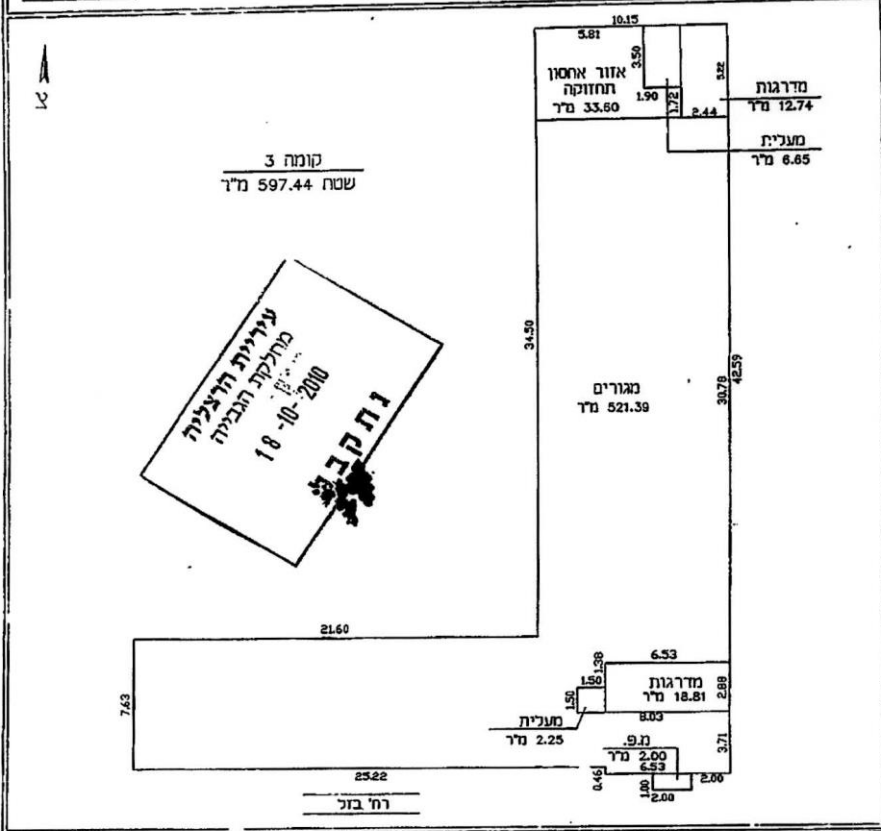 10.15
5.81
3.50
5.22
אזור אחסון
תחזוקה
33.60 מ"ר
1.90
1.72
2.44
מדרגות
12.74 מ"ר
מעלית
6.65 מ"ר
צ
קומה 3
שטח 597.44 מ"ר
עיריית הרצליה
מחלקת הגבייה
18-10-2010
נתקבל
34.50
מגורים
521.39 מ"ר
30.78
42.59
21.60
7.63
1.38
6.53
1.50
1.50
מדרגות
18.81 מ"ר
2.88
8.03
מעלית
2.25 מ"ר
3.71
מ.פ.
2.00 מ"ר
6.53
2.00
0.46
1.00
2.00
25.22
רח' בזל